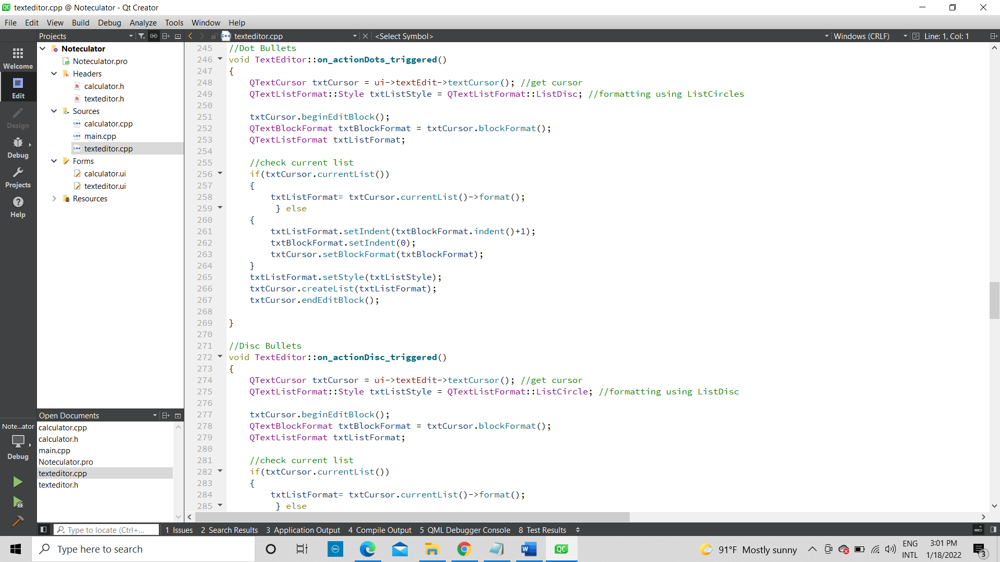 texteditor.cpp @ Noteculator - Qt Creator
File Edit View Build Debug Analyze Tools Window Help
Projects
texteditor.cpp
<Select Symbol>
Windows (CRLF)
Line: 1, Col: 1
Welcome
Edit
Design
Debug
Projects
Help
Noteculator
Noteculator.pro
Headers
calculator.h
texteditor.h
Sources
calculator.cpp
main.cpp
texteditor.cpp
Forms
calculator.ui
texteditor.ui
Resources
245 //Dot Bullets
246 void TextEditor::on_actionDots_triggered()
247 {
248 QTextCursor txtCursor = ui->textEdit->textCursor(); //get cursor
249 QTextListFormat::Style txtListStyle = QTextListFormat::ListDisc; //formatting using ListCircles
250
251 txtCursor.beginEditBlock();
252 QTextBlockFormat txtBlockFormat = txtCursor.blockFormat();
253 QTextListFormat txtListFormat;
254
255 //check current list
256 if(txtCursor.currentList())
257 {
258 txtListFormat= txtCursor.currentList()->format();
259 } else
260 {
261 txtListFormat.setIndent(txtBlockFormat.indent()+1);
262 txtBlockFormat.setIndent(0);
263 txtCursor.setBlockFormat(txtBlockFormat);
264 }
265 txtListFormat.setStyle(txtListStyle);
266 txtCursor.createList(txtListFormat);
267 txtCursor.endEditBlock();
268
269 }
270
271 //Disc Bullets
272 void TextEditor::on_actionDisc_triggered()
273 {
274 QTextCursor txtCursor = ui->textEdit->textCursor(); //get cursor
275 QTextListFormat::Style txtListStyle = QTextListFormat::ListCircle; //formatting using ListDisc
276
277 txtCursor.beginEditBlock();
278 QTextBlockFormat txtBlockFormat = txtCursor.blockFormat();
279 QTextListFormat txtListFormat;
280
281 //check current list
282 if(txtCursor.currentList())
283 {
284 txtListFormat= txtCursor.currentList()->format();
285 } else
Open Documents
calculator.cpp
calculator.h
main.cpp
Noteculator.pro
texteditor.cpp
texteditor.h
Note...ator
Debug
Type to locate (Ctrl+...
1 Issues 2 Search Results 3 Application Output 4 Compile Output 5 QML Debugger Console 8 Test Results
Type here to search
91°F Mostly sunny
ENG
INTL
3:01 PM
1/18/2022
3